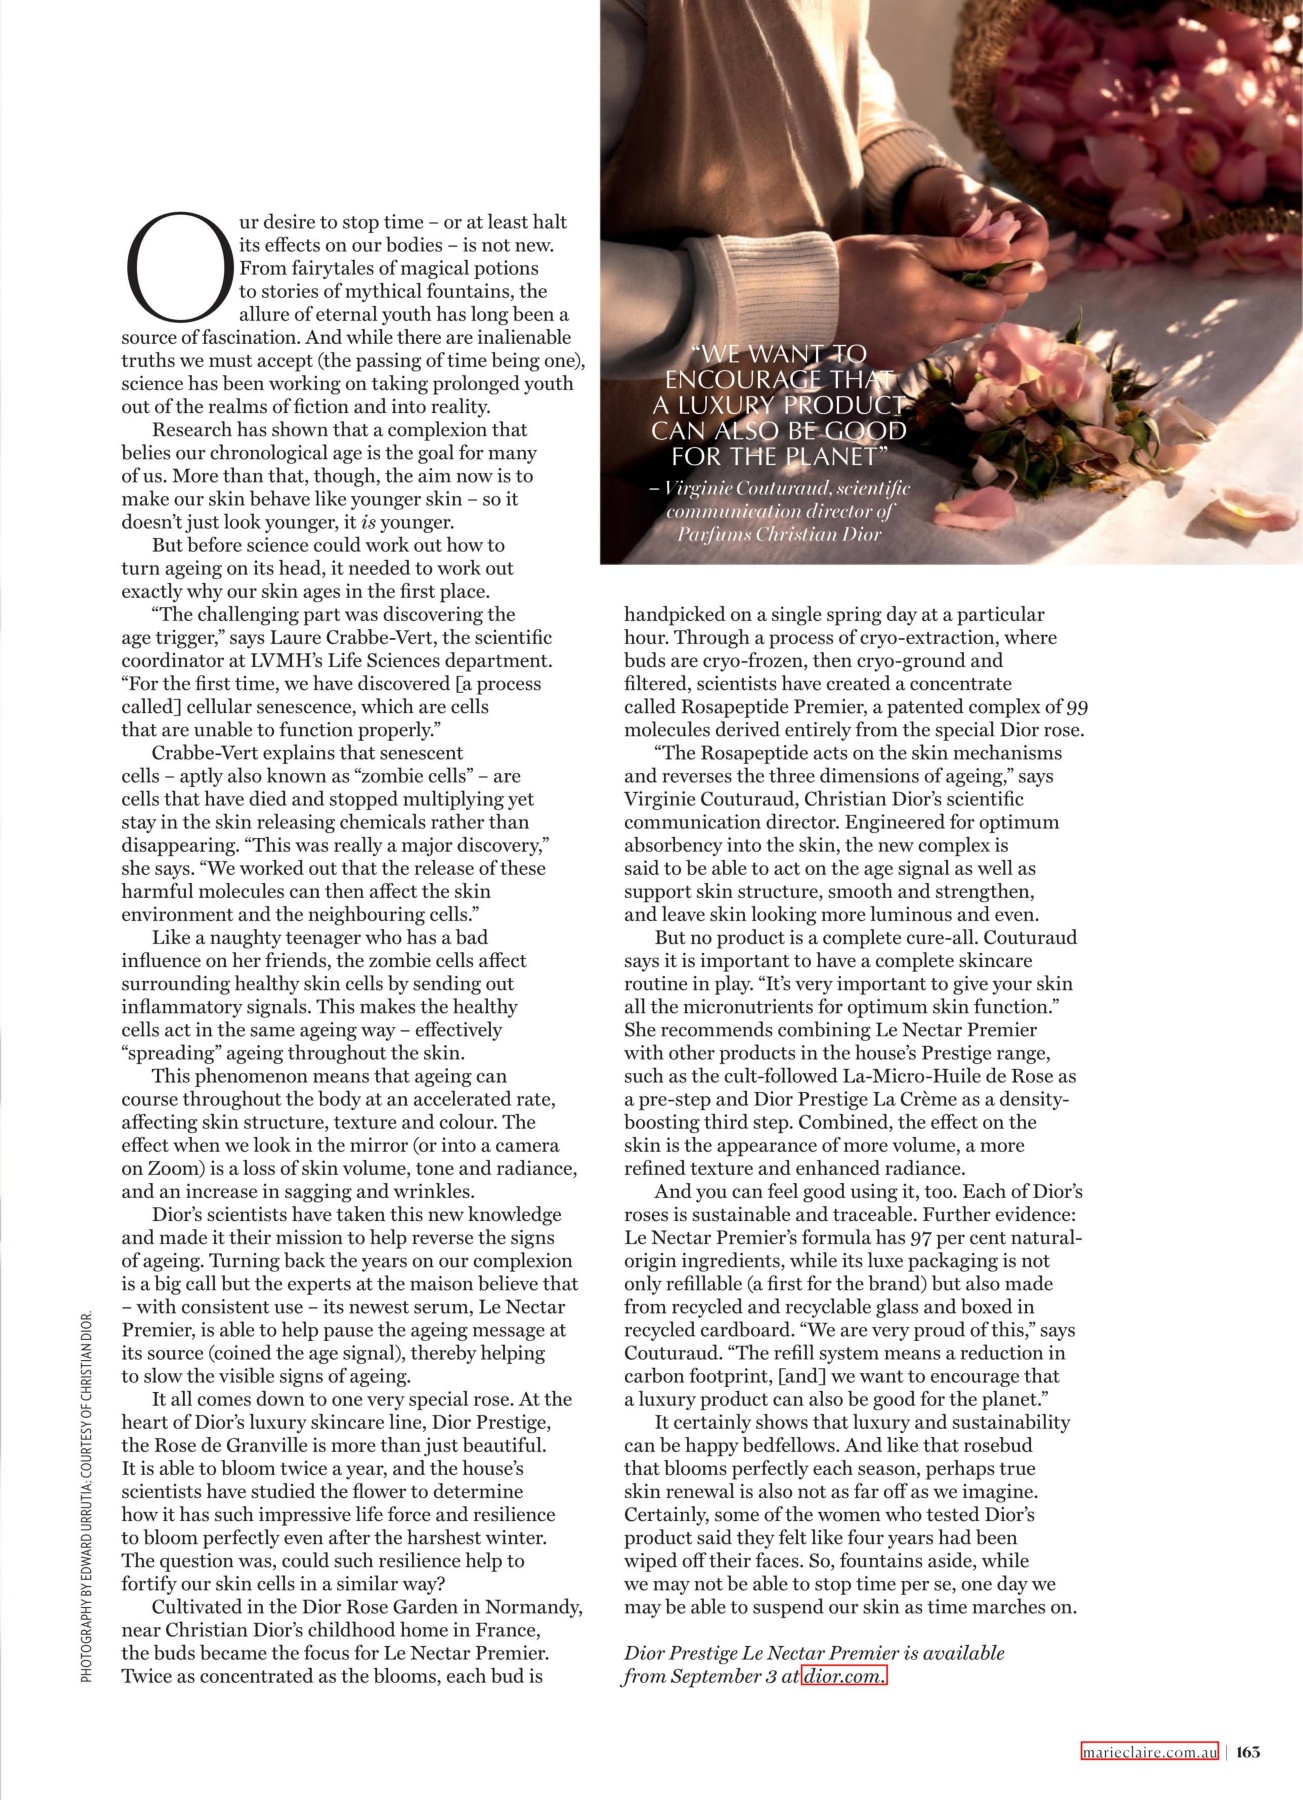 Our desire to stop time – or at least halt
its effects on our bodies – is not new.
From fairytales of magical potions
to stories of mythical fountains, the
allure of eternal youth has long been a
source of fascination. And while there are inalienable
truths we must accept (the passing of time being one),
science has been working on taking prolonged youth
out of the realms of fiction and into reality.
Research has shown that a complexion that
belies our chronological age is the goal for many
of us. More than that, though, the aim now is to
make our skin behave like younger skin – so it
doesn't just look younger, it is younger.
But before science could work out how to
turn ageing on its head, it needed to work out
exactly why our skin ages in the first place.
“The challenging part was discovering the
age trigger,” says Laure Crabbe-Vert, the scientific
coordinator at LVMH's Life Sciences department.
“For the first time, we have discovered [a process
called] cellular senescence, which are cells
that are unable to function properly.”
Crabbe-Vert explains that senescent
cells – aptly also known as “zombie cells” – are
cells that have died and stopped multiplying yet
stay in the skin releasing chemicals rather than
disappearing. “This was really a major discovery,”
she says. “We worked out that the release of these
harmful molecules can then affect the skin
environment and the neighbouring cells.”
Like a naughty teenager who has a bad
influence on her friends, the zombie cells affect
surrounding healthy skin cells by sending out
inflammatory signals. This makes the healthy
cells act in the same ageing way – effectively
“spreading” ageing throughout the skin.
This phenomenon means that ageing can
course throughout the body at an accelerated rate,
affecting skin structure, texture and colour. The
effect when we look in the mirror (or into a camera
on Zoom) is a loss of skin volume, tone and radiance,
and an increase in sagging and wrinkles.
Dior's scientists have taken this new knowledge
and made it their mission to help reverse the signs
of ageing. Turning back the years on our complexion
is a big call but the experts at the maison believe that
– with consistent use – its newest serum, Le Nectar
Premier, is able to help pause the ageing message at
its source (coined the age signal), thereby helping
to slow the visible signs of ageing.
It all comes down to one very special rose. At the
heart of Dior's luxury skincare line, Dior Prestige,
the Rose de Granville is more than just beautiful.
It is able to bloom twice a year, and the house's
scientists have studied the flower to determine
how it has such impressive life force and resilience
to bloom perfectly even after the harshest winter.
The question was, could such resilience help to
fortify our skin cells in a similar way?
Cultivated in the Dior Rose Garden in Normandy,
near Christian Dior's childhood home in France,
the buds became the focus for Le Nectar Premier.
Twice as concentrated as the blooms, each bud is
“WE WANT TO
ENCOURAGE THAT
A LUXURY PRODUCT
CAN ALSO BE GOOD
FOR THE PLANET”
– Virginie Couturaud, scientific
communication director of
Parfums Christian Dior
handpicked on a single spring day at a particular
hour. Through a process of cryo-extraction, where
buds are cryo-frozen, then cryo-ground and
filtered, scientists have created a concentrate
called Rosapeptide Premier, a patented complex of 99
molecules derived entirely from the special Dior rose.
“The Rosapeptide acts on the skin mechanisms
and reverses the three dimensions of ageing,” says
Virginie Couturaud, Christian Dior's scientific
communication director. Engineered for optimum
absorbency into the skin, the new complex is
said to be able to act on the age signal as well as
support skin structure, smooth and strengthen,
and leave skin looking more luminous and even.
But no product is a complete cure-all. Couturaud
says it is important to have a complete skincare
routine in play. “It's very important to give your skin
all the micronutrients for optimum skin function.”
She recommends combining Le Nectar Premier
with other products in the house's Prestige range,
such as the cult-followed La-Micro-Huile de Rose as
a pre-step and Dior Prestige La Crème as a density-
boosting third step. Combined, the effect on the
skin is the appearance of more volume, a more
refined texture and enhanced radiance.
And you can feel good using it, too. Each of Dior's
roses is sustainable and traceable. Further evidence:
Le Nectar Premier's formula has 97 per cent natural-
origin ingredients, while its luxe packaging is not
only refillable (a first for the brand) but also made
from recycled and recyclable glass and boxed in
recycled cardboard. “We are very proud of this,” says
Couturaud. “The refill system means a reduction in
carbon footprint, [and] we want to encourage that
a luxury product can also be good for the planet.”
It certainly shows that luxury and sustainability
can be happy bedfellows. And like that rosebud
that blooms perfectly each season, perhaps true
skin renewal is also not as far off as we imagine.
Certainly, some of the women who tested Dior's
product said they felt like four years had been
wiped off their faces. So, fountains aside, while
we may not be able to stop time per se, one day we
may be able to suspend our skin as time marches on.
Dior Prestige Le Nectar Premier is available
from September 3 at dior.com.
PHOTOGRAPHY BY EDWARD URRUTIA; COURTESY OF CHRISTIAN DIOR.
marieclaire.com.au | 163